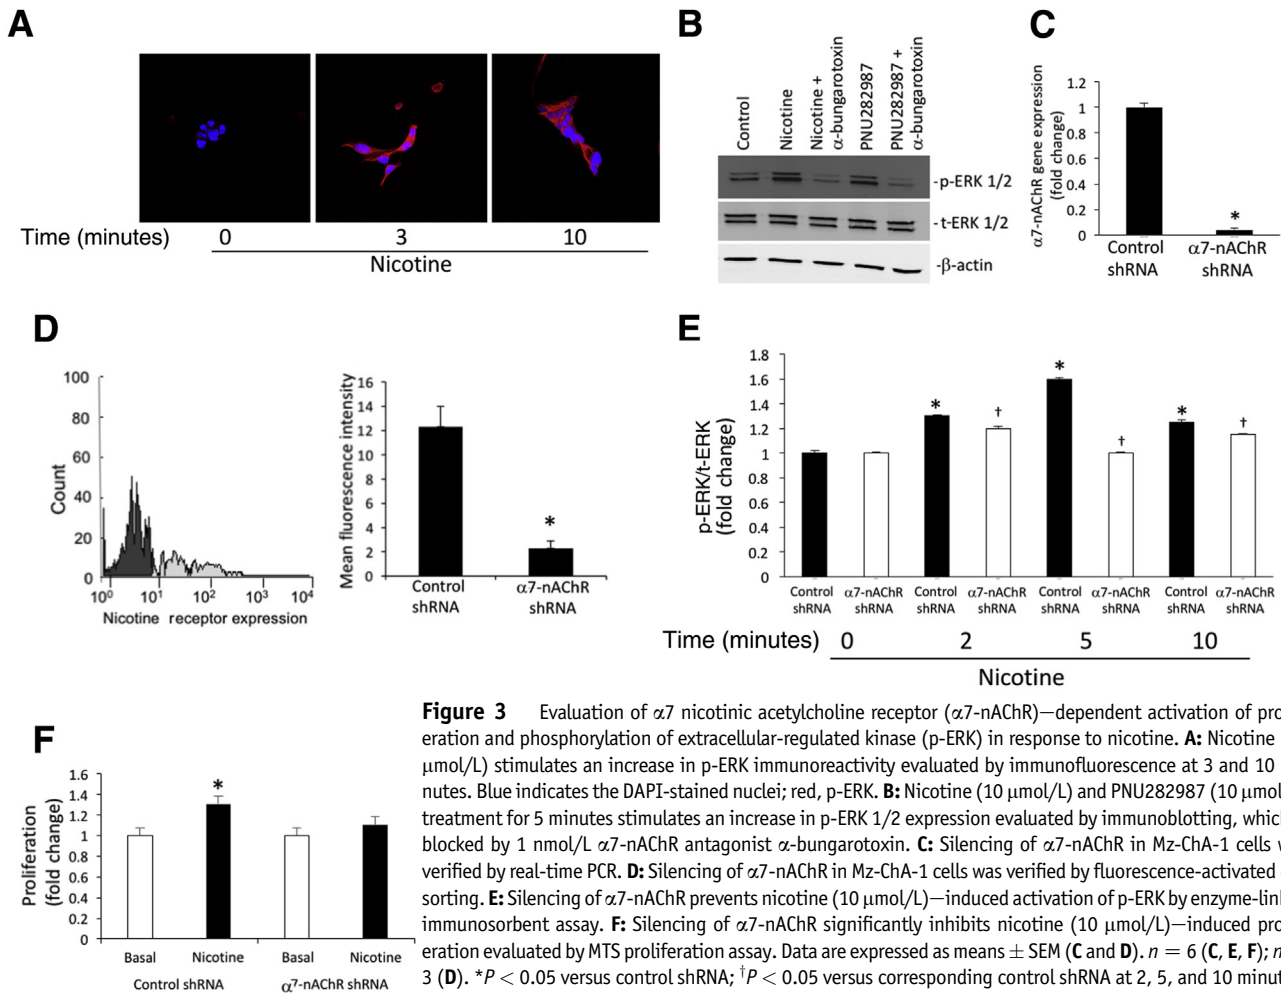 A
Time (minutes) 0 3 10
Nicotine
B
Control
Nicotine
Nicotine +
α-bungarotoxin
PNU282987
PNU282987 +
α-bungarotoxin
-p-ERK 1/2
-t-ERK 1/2
-β-actin
C
α7-nAChR gene expression
(fold change)
1.2
1
0.8
0.6
0.4
0.2
0
*
Control
shRNA
α7-nAChR
shRNA
D
Count
100
80
60
40
20
0
10⁰ 10¹ 10² 10³ 10⁴
Nicotine receptor expression
Mean fluorescence intensity
16
14
12
10
8
6
4
2
0
*
Control
shRNA
α7-nAChR
shRNA
E
p-ERK/t-ERK
(fold change)
1.8
1.6
1.4
1.2
1
0.8
0.6
0.4
0.2
0
* † * † * †
Control α7-nAChR Control α7-nAChR Control α7-nAChR Control α7-nAChR
shRNA shRNA shRNA shRNA shRNA shRNA shRNA shRNA
Time (minutes) 0 2 5 10
Nicotine
F
Proliferation
(fold change)
1.6
1.4
1.2
1
0.8
0.6
0.4
0.2
0
*
Basal Nicotine Basal Nicotine
Control shRNA α7-nAChR shRNA
Figure 3 Evaluation of α7 nicotinic acetylcholine receptor (α7-nAChR)—dependent activation of pro
eration and phosphorylation of extracellular-regulated kinase (p-ERK) in response to nicotine. A: Nicotine
μmol/L) stimulates an increase in p-ERK immunoreactivity evaluated by immunofluorescence at 3 and 10
nutes. Blue indicates the DAPI-stained nuclei; red, p-ERK. B: Nicotine (10 μmol/L) and PNU282987 (10 μmol
treatment for 5 minutes stimulates an increase in p-ERK 1/2 expression evaluated by immunoblotting, which
blocked by 1 nmol/L α7-nAChR antagonist α-bungarotoxin. C: Silencing of α7-nAChR in Mz-ChA-1 cells w
verified by real-time PCR. D: Silencing of α7-nAChR in Mz-ChA-1 cells was verified by fluorescence-activated
sorting. E: Silencing of α7-nAChR prevents nicotine (10 μmol/L)—induced activation of p-ERK by enzyme-lin
immunosorbent assay. F: Silencing of α7-nAChR significantly inhibits nicotine (10 μmol/L)—induced pro
eration evaluated by MTS proliferation assay. Data are expressed as means ± SEM (C and D). n = 6 (C, E, F); n
3 (D). *P < 0.05 versus control shRNA; †P < 0.05 versus corresponding control shRNA at 2, 5, and 10 minut